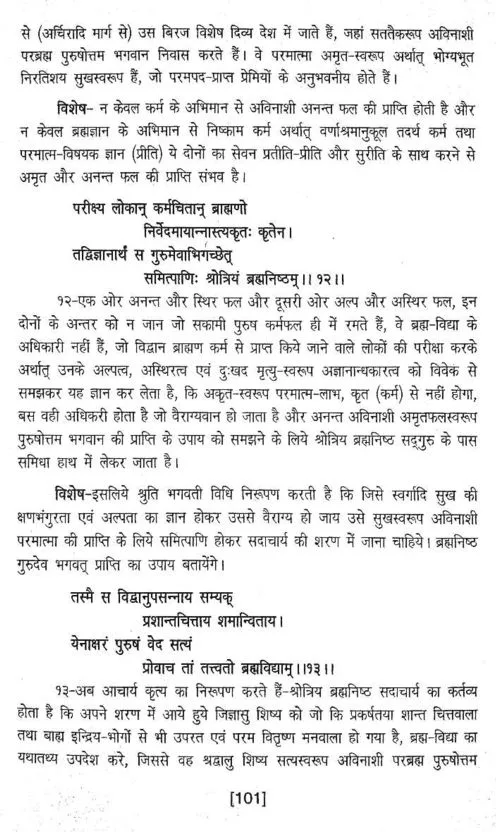 से (अर्चिरादि मार्ग से) उस बिरज विशेष दिव्य देश में जाते हैं, जहां सततैकरूप अविनाशी
परब्रह्म पुरुषोत्तम भगवान निवास करते हैं। वे परमात्मा अमृत-स्वरूप अर्थात् भोग्यभूत
निरतिशय सुखस्वरूप हैं, जो परमपद-प्राप्त प्रेमियों के अनुभवनीय होते हैं।
विशेष- न केवल कर्म के अभिमान से अविनाशी अनन्त फल की प्राप्ति होती है और
न केवल ब्रह्मज्ञान के अभिमान से निष्काम कर्म अर्थात् वर्णाश्रमानुकूल तदर्थ कर्म तथा
परमात्म-विषयक ज्ञान (प्रीति) ये दोनों का सेवन प्रतीति-प्रीति और सुरीति के साथ करने से
अमृत और अनन्त फल की प्राप्ति संभव है।
परीक्ष्य लोकान् कर्मचितान् ब्राह्मणो
निर्वेदमायान्नास्त्यकृतः कृतेन।
तद्विज्ञानार्थं स गुरुमेवाभिगच्छेत्
समित्पाणिः श्रोत्रियं ब्रह्मनिष्ठम्।। १२।।
१२-एक ओर अनन्त और स्थिर फल और दूसरी ओर अल्प और अस्थिर फल, इन
दोनों के अन्तर को न जान जो सकामी पुरुष कर्मफल ही में रमते हैं, वे ब्रह्म-विद्या के
अधिकारी नहीं हैं, जो विद्वान ब्राह्मण कर्म से प्राप्त किये जाने वाले लोकों की परीक्षा करके
अर्थात् उनके अल्पत्व, अस्थिरत्व एवं दुःखद मृत्यु-स्वरूप अज्ञानान्धकारत्व को विवेक से
समझकर यह ज्ञान कर लेता है, कि अकृत-स्वरूप परमात्म-लाभ, कृत (कर्म) से नहीं होगा,
बस वही अधिकरी होता है जो वैराग्यवान हो जाता है और अनन्त अविनाशी अमृतफलस्वरूप
पुरुषोत्तम भगवान की प्राप्ति के उपाय को समझने के लिये श्रोत्रिय ब्रह्मनिष्ठ सद्‌गुरु के पास
समिधा हाथ में लेकर जाता है।
विशेष-इसलिये श्रुति भगवती विधि निरूपण करती है कि जिसे स्वर्गादि सुख की
क्षणभंगुरता एवं अल्पता का ज्ञान होकर उससे वैराग्य हो जाय उसे सुखस्वरूप अविनाशी
परमात्मा की प्राप्ति के लिये समित्पाणि होकर सदाचार्य की शरण में जाना चाहिये। ब्रह्मनिष्ठ
गुरुदेव भगवत् प्राप्ति का उपाय बतायेंगे।
तस्मै स विद्वानुपसन्नाय सम्यक्
प्रशान्तचित्ताय शमान्विताय।
येनाक्षरं पुरुषं वेद सत्यं
प्रोवाच तां तत्त्वतो ब्रह्मविद्याम्।।१३।।
१३-अब आचार्य कृत्य का निरूपण करते हैं-श्रोत्रिय ब्रह्मनिष्ठ सदाचार्य का कर्तव्य
होता है कि अपने शरण में आये हुये जिज्ञासु शिष्य को जो कि प्रकर्षतया शान्त चित्तवाला
तथा बाह्य इन्द्रिय-भोगों से भी उपरत एवं परम वितृष्ण मनवाला हो गया है, ब्रह्म-विद्या का
यथातथ्य उपदेश करे, जिससे वह श्रद्वालु शिष्य सत्यस्वरूप अविनाशी परब्रह्म पुरुषोत्तम
[101]